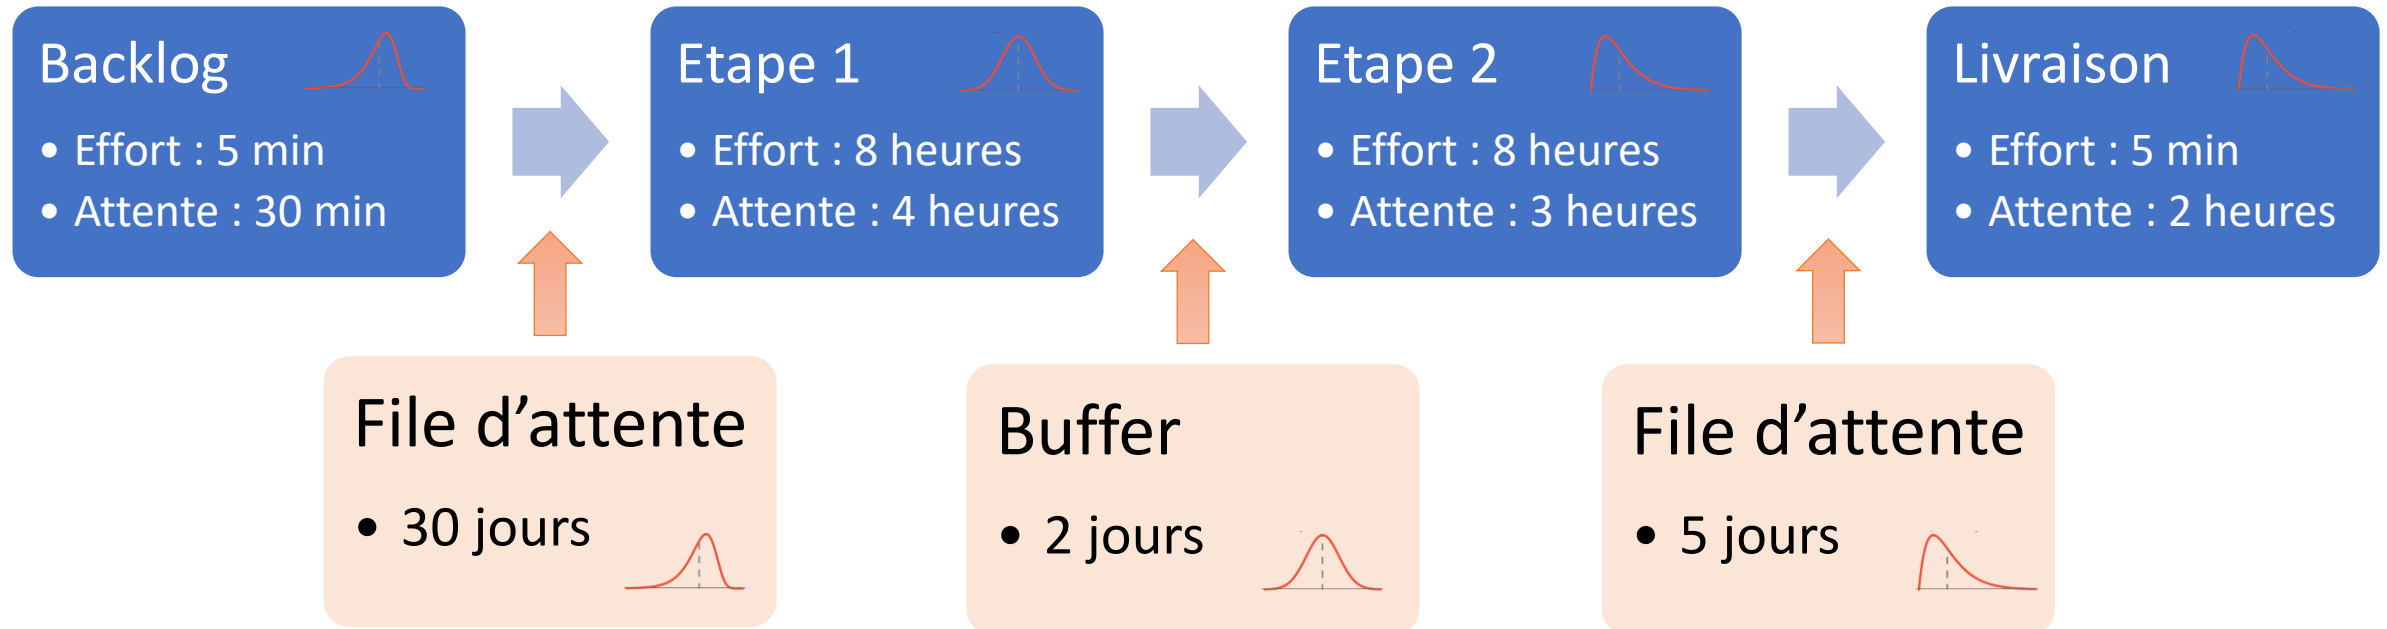 Backlog
• Effort : 5 min
• Attente : 30 min
Etape 1
• Effort : 8 heures
• Attente : 4 heures
Etape 2
• Effort : 8 heures
• Attente : 3 heures
Livraison
• Effort : 5 min
• Attente : 2 heures
File d’attente
• 30 jours
Buffer
• 2 jours
File d’attente
• 5 jours